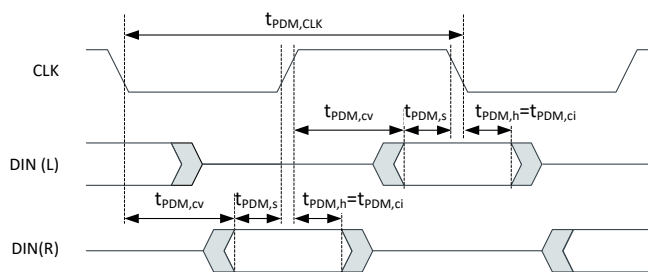 tPDM,CLK
CLK
tPDM,cv tPDM,s tPDM,h=tPDM,ci
DIN (L)
tPDM,cv tPDM,s tPDM,h=tPDM,ci
DIN(R)